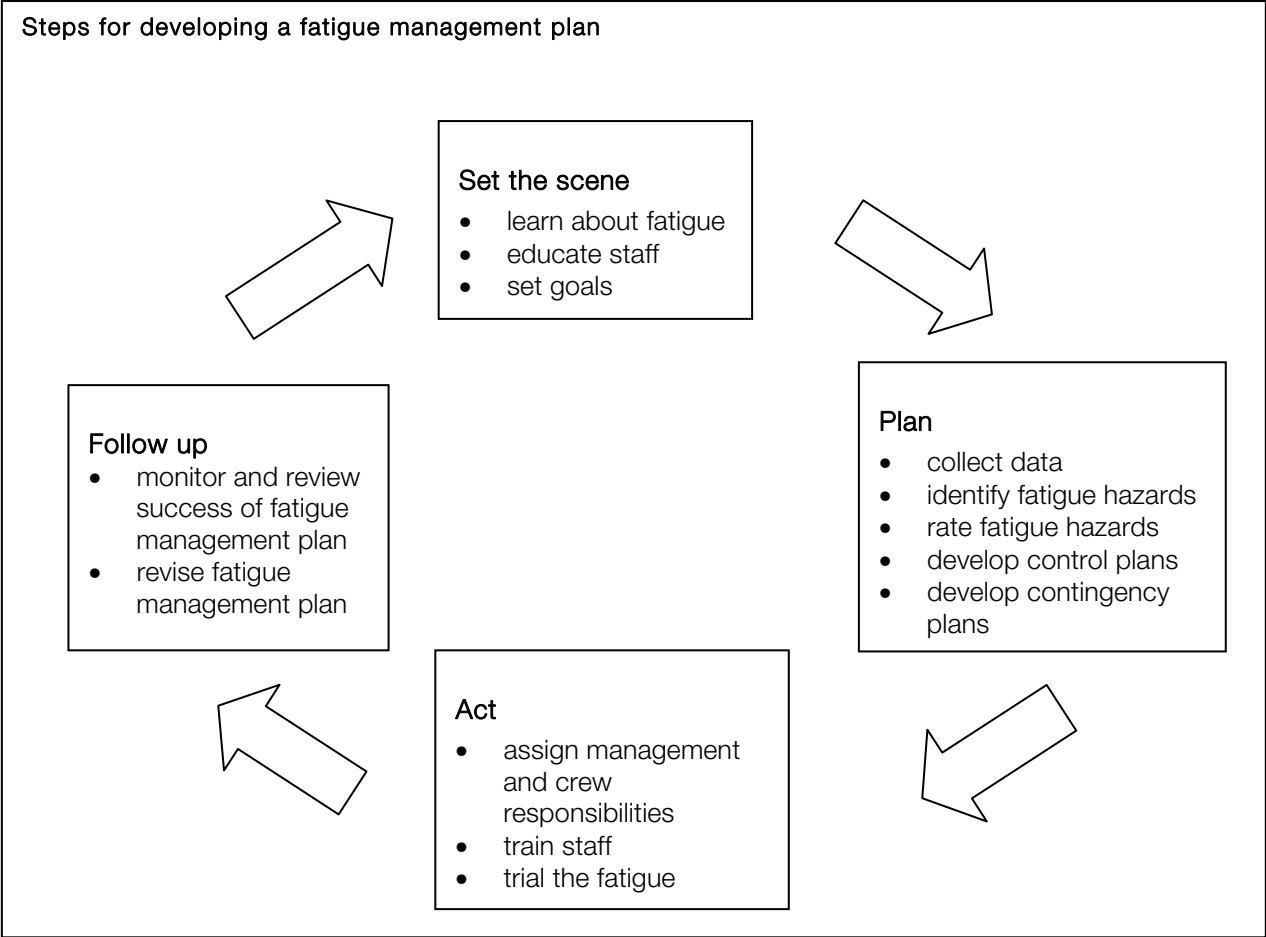 Steps for developing a fatigue management plan
Set the scene
• learn about fatigue
• educate staff
• set goals
Plan
• collect data
• identify fatigue hazards
• rate fatigue hazards
• develop control plans
• develop contingency
plans
Act
• assign management
and crew
responsibilities
• train staff
• trial the fatigue
Follow up
• monitor and review
success of fatigue
management plan
• revise fatigue
management plan